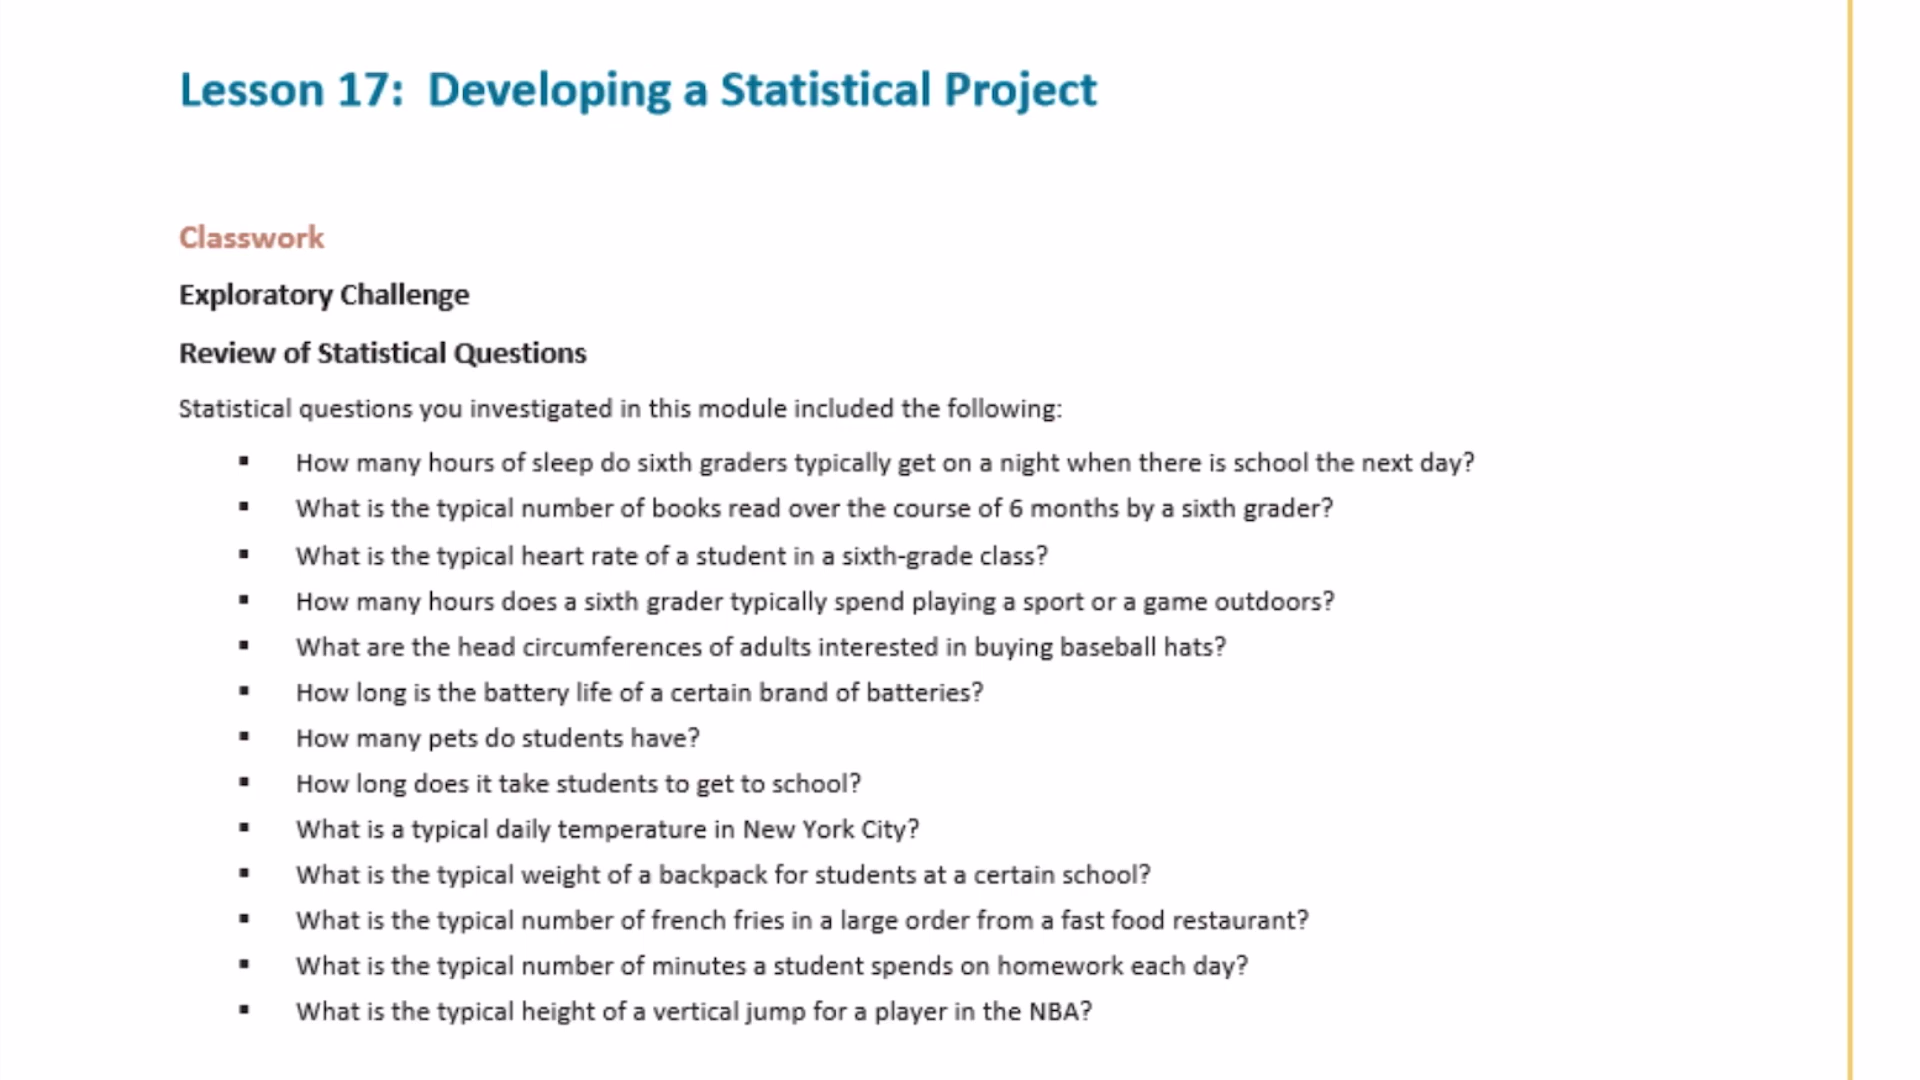 Lesson 17: Developing a Statistical Project
Classwork
Exploratory Challenge
Review of Statistical Questions
Statistical questions you investigated in this module included the following:
▪ How many hours of sleep do sixth graders typically get on a night when there is school the next day?
▪ What is the typical number of books read over the course of 6 months by a sixth grader?
▪ What is the typical heart rate of a student in a sixth-grade class?
▪ How many hours does a sixth grader typically spend playing a sport or a game outdoors?
▪ What are the head circumferences of adults interested in buying baseball hats?
▪ How long is the battery life of a certain brand of batteries?
▪ How many pets do students have?
▪ How long does it take students to get to school?
▪ What is a typical daily temperature in New York City?
▪ What is the typical weight of a backpack for students at a certain school?
▪ What is the typical number of french fries in a large order from a fast food restaurant?
▪ What is the typical number of minutes a student spends on homework each day?
▪ What is the typical height of a vertical jump for a player in the NBA?